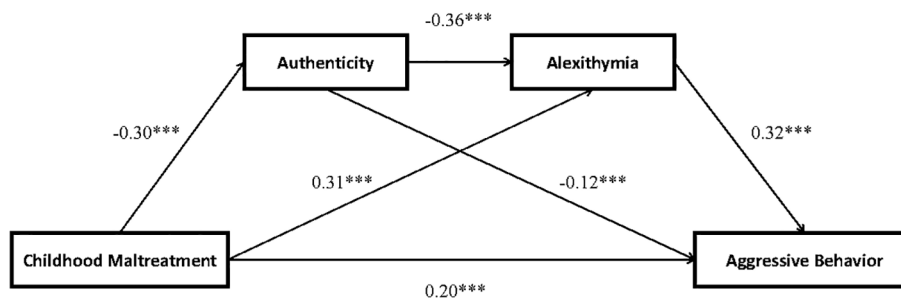 -0.36***
Authenticity
Alexithymia
-0.30***
0.32***
0.31***
-0.12***
Childhood Maltreatment
Aggressive Behavior
0.20***